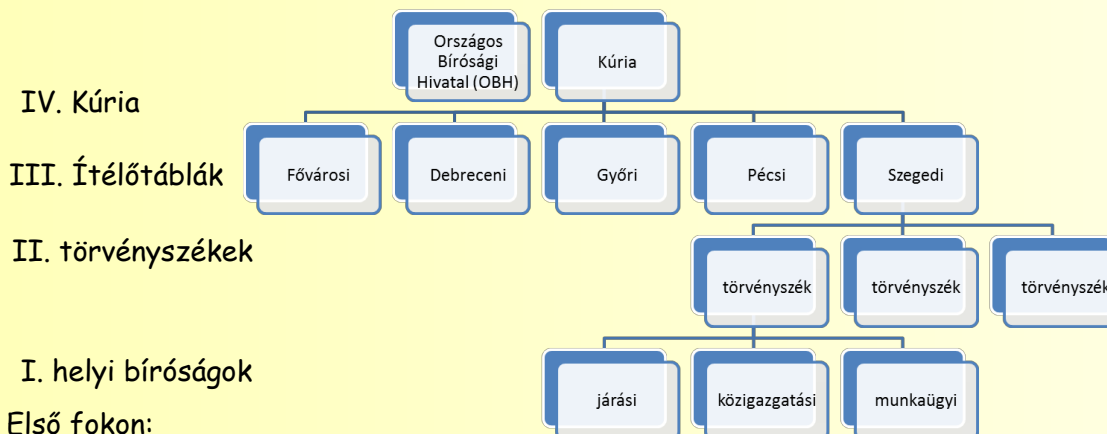 Országos
Bírósági
Hivatal (OBH)
Kúria
IV. Kúria
III. Ítélőtáblák
Fővárosi
Debreceni
Győri
Pécsi
Szegedi
II. törvényszékek
törvényszék
törvényszék
törvényszék
I. helyi bíróságok
járási
közigazgatási
munkaügyi
Első fokon: